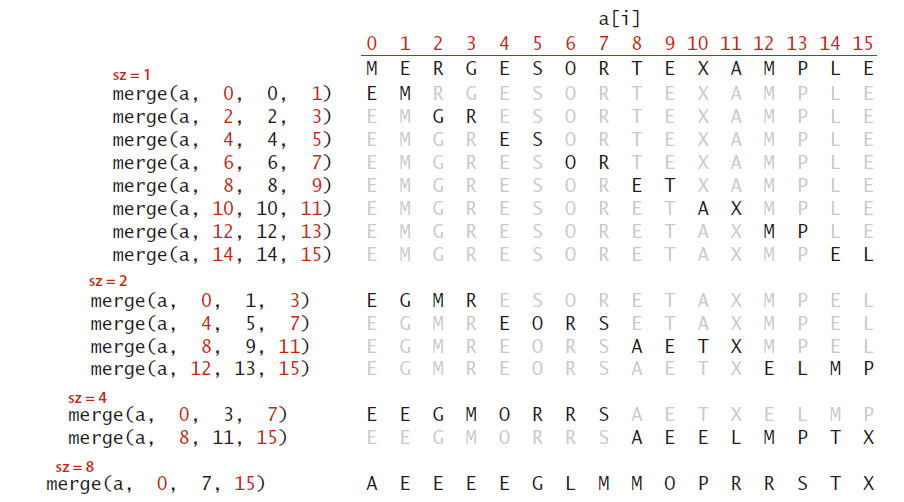 a[i]
0 1 2 3 4 5 6 7 8 9 10 11 12 13 14 15
M E R G E S O R T E X A M P L E
sz = 1
merge(a, 0, 0, 1) E M R G E S O R T E X A M P L E
merge(a, 2, 2, 3) E M G R E S O R T E X A M P L E
merge(a, 4, 4, 5) E M G R E S O R T E X A M P L E
merge(a, 6, 6, 7) E M G R E S O R T E X A M P L E
merge(a, 8, 8, 9) E M G R E S O R E T X A M P L E
merge(a, 10, 10, 11) E M G R E S O R E T A X M P L E
merge(a, 12, 12, 13) E M G R E S O R E T A X M P L E
merge(a, 14, 14, 15) E M G R E S O R E T A X M P E L
sz = 2
merge(a, 0, 1, 3) E G M R E S O R E T A X M P E L
merge(a, 4, 5, 7) E G M R E O R S E T A X M P E L
merge(a, 8, 9, 11) E G M R E O R S A E T X M P E L
merge(a, 12, 13, 15) E G M R E O R S A E T X E L M P
sz = 4
merge(a, 0, 3, 7) E E G M O R R S A E T X E L M P
merge(a, 8, 11, 15) E E G M O R R S A E E L M P T X
sz = 8
merge(a, 0, 7, 15) A E E E E G L M M O P R R S T X